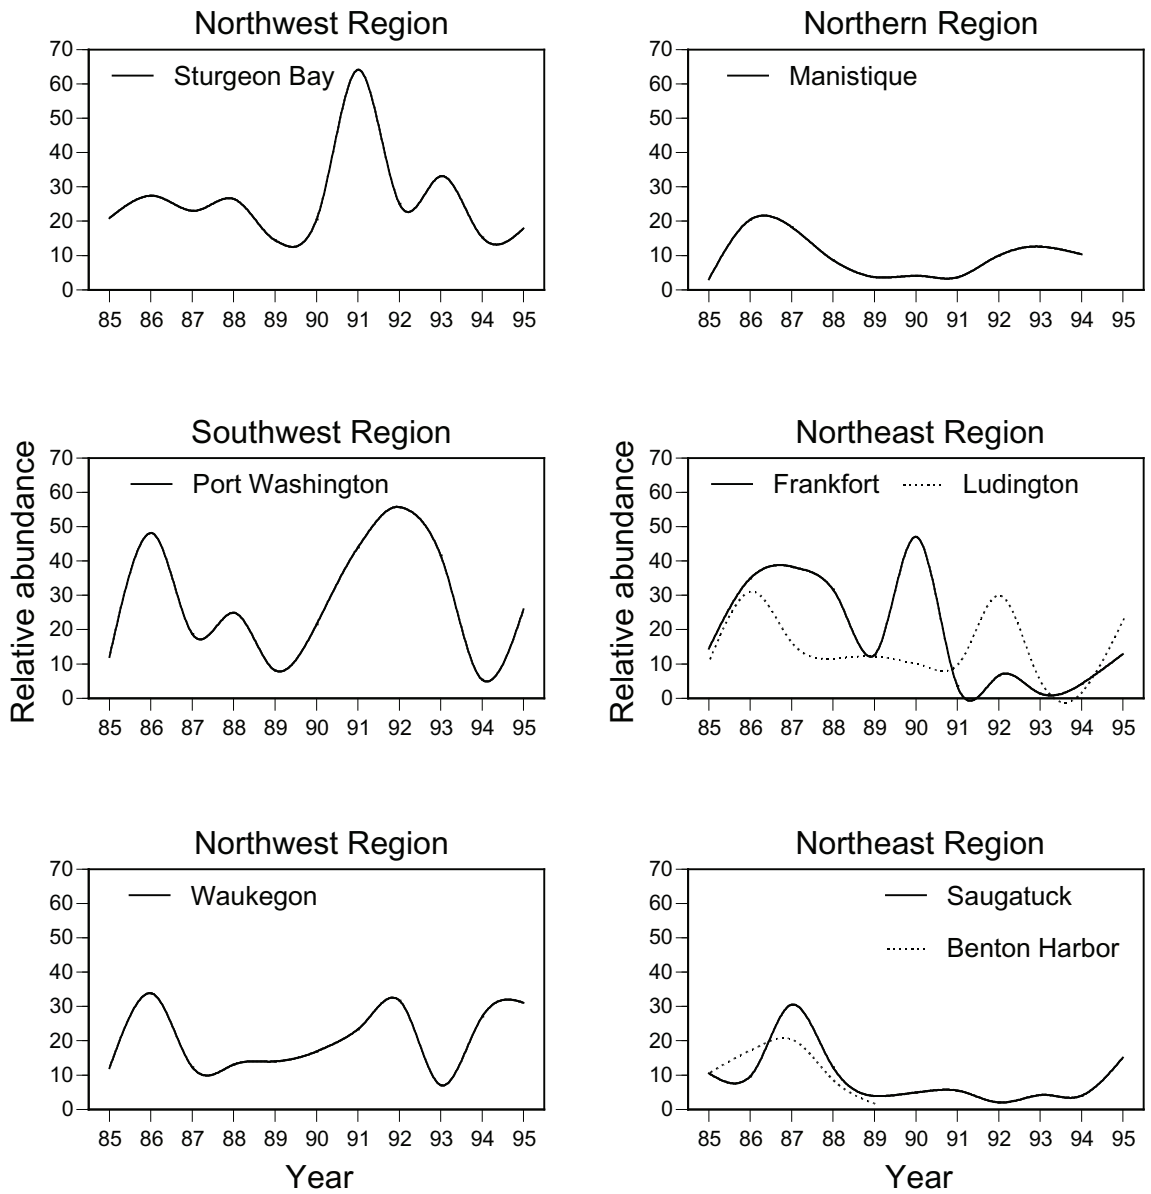 Northwest Region
Sturgeon Bay
70
60
50
40
30
20
10
0
85 86 87 88 89 90 91 92 93 94 95
Northern Region
Manistique
70
60
50
40
30
20
10
0
85 86 87 88 89 90 91 92 93 94 95
Southwest Region
Port Washington
Relative abundance
70
60
50
40
30
20
10
0
85 86 87 88 89 90 91 92 93 94 95
Northeast Region
Frankfort Ludington
Relative abundance
70
60
50
40
30
20
10
0
85 86 87 88 89 90 91 92 93 94 95
Northwest Region
Waukegon
70
60
50
40
30
20
10
0
85 86 87 88 89 90 91 92 93 94 95
Year
Northeast Region
Saugatuck
Benton Harbor
70
60
50
40
30
20
10
0
85 86 87 88 89 90 91 92 93 94 95
Year